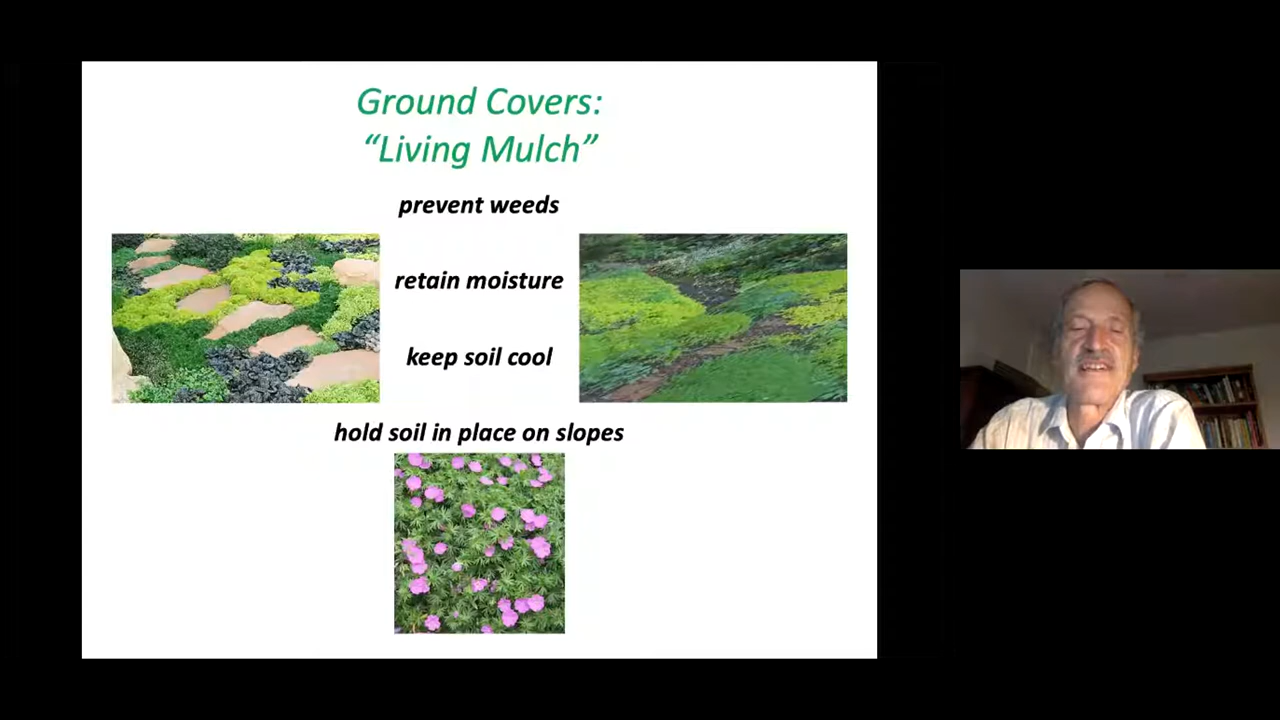 Ground Covers:
“Living Mulch”
prevent weeds
retain moisture
keep soil cool
hold soil in place on slopes